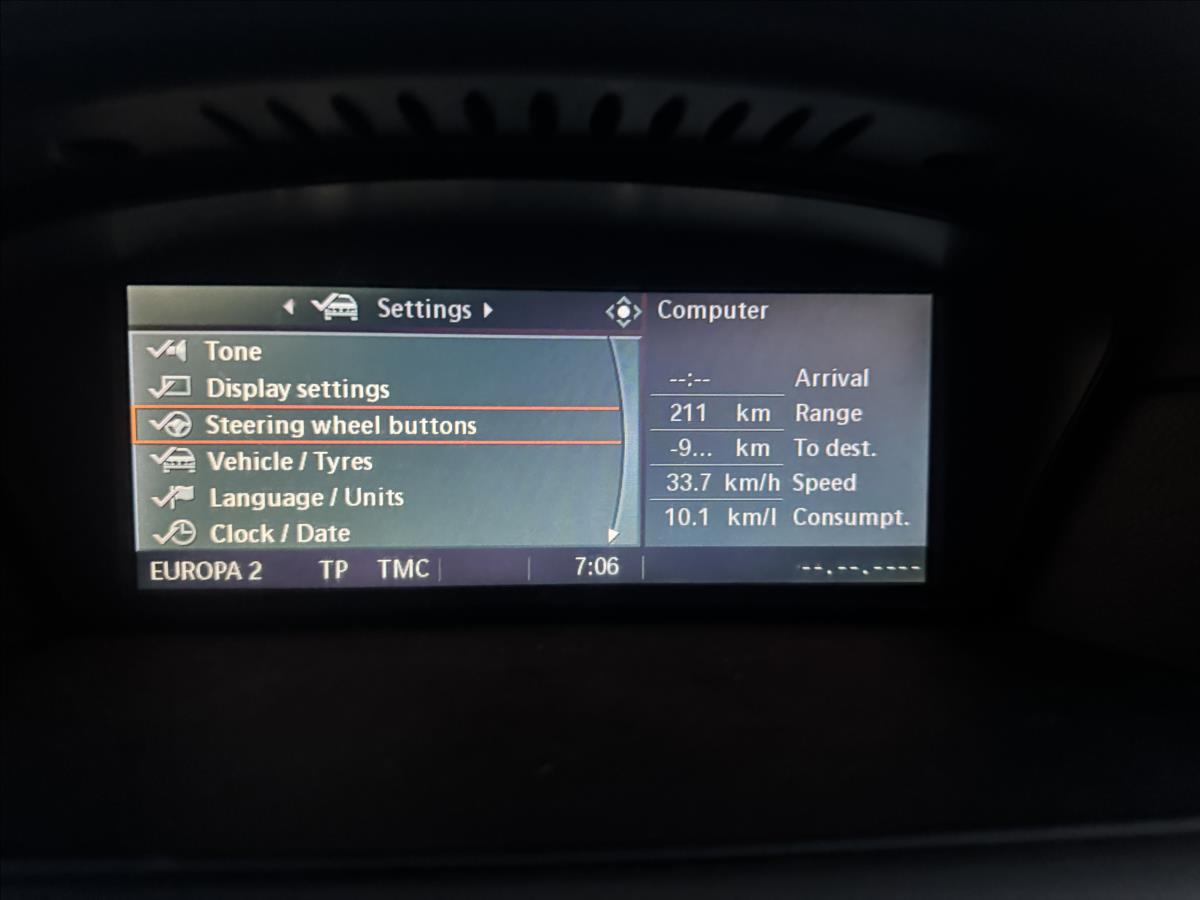 Settings
Tone
Display settings
Steering wheel buttons
Vehicle / Tyres
Language / Units
Clock / Date
Computer
--:-- Arrival
211 km Range
-9... km To dest.
33.7 km/h Speed
10.1 km/l Consumpt.
EUROPA 2 TP TMC 7:06 --.--.----